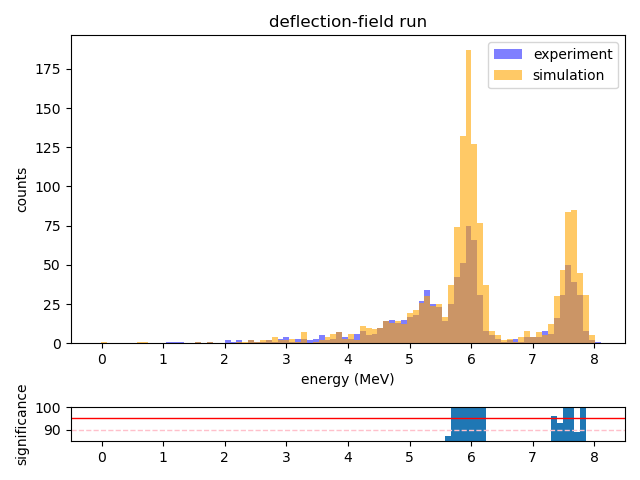 deflection-field run
counts
175
150
125
100
75
50
25
0
experiment
simulation
0 1 2 3 4 5 6 7 8
energy (MeV)
significance
100
90
0 1 2 3 4 5 6 7 8